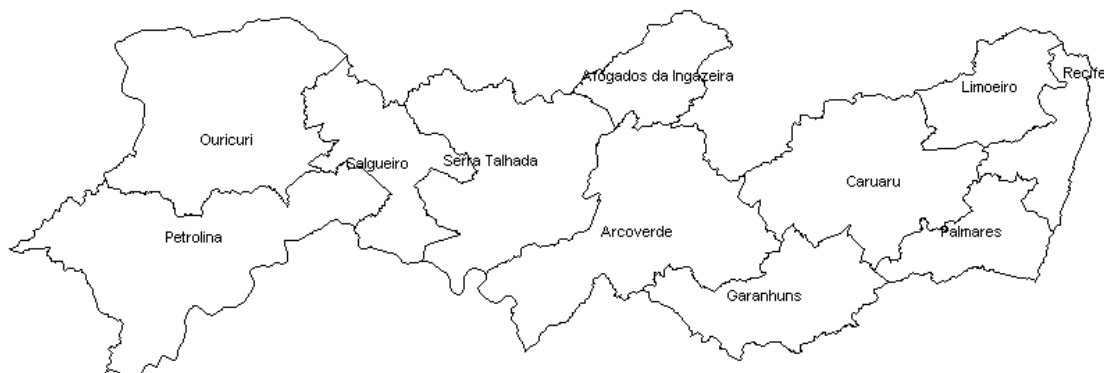 Afogados da Ingazeira
Recife
Limoeiro
Ouricuri
Salgueiro
Serra Talhada
Caruaru
Petrolina
Arcoverde
Palmares
Garanhuns